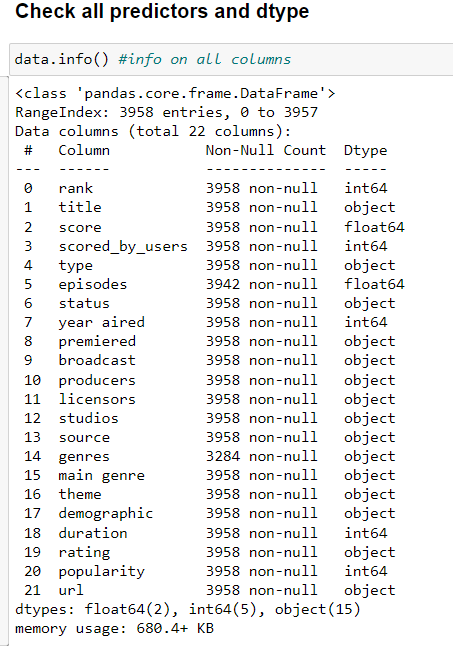 Check all predictors and dtype
data.info() #info on all columns
<class 'pandas.core.frame.DataFrame'>
RangeIndex: 3958 entries, 0 to 3957
Data columns (total 22 columns):
 #   Column           Non-Null Count  Dtype
---  ------           --------------  -----
 0   rank             3958 non-null   int64
 1   title            3958 non-null   object
 2   score            3958 non-null   float64
 3   scored_by_users  3958 non-null   int64
 4   type             3958 non-null   object
 5   episodes         3942 non-null   float64
 6   status           3958 non-null   object
 7   year aired       3958 non-null   int64
 8   premiered        3958 non-null   object
 9   broadcast        3958 non-null   object
 10  producers        3958 non-null   object
 11  licensors        3958 non-null   object
 12  studios          3958 non-null   object
 13  source           3958 non-null   object
 14  genres           3284 non-null   object
 15  main genre       3958 non-null   object
 16  theme            3958 non-null   object
 17  demographic      3958 non-null   object
 18  duration         3958 non-null   int64
 19  rating           3958 non-null   object
 20  popularity       3958 non-null   int64
 21  url              3958 non-null   object
dtypes: float64(2), int64(5), object(15)
memory usage: 680.4+ KB